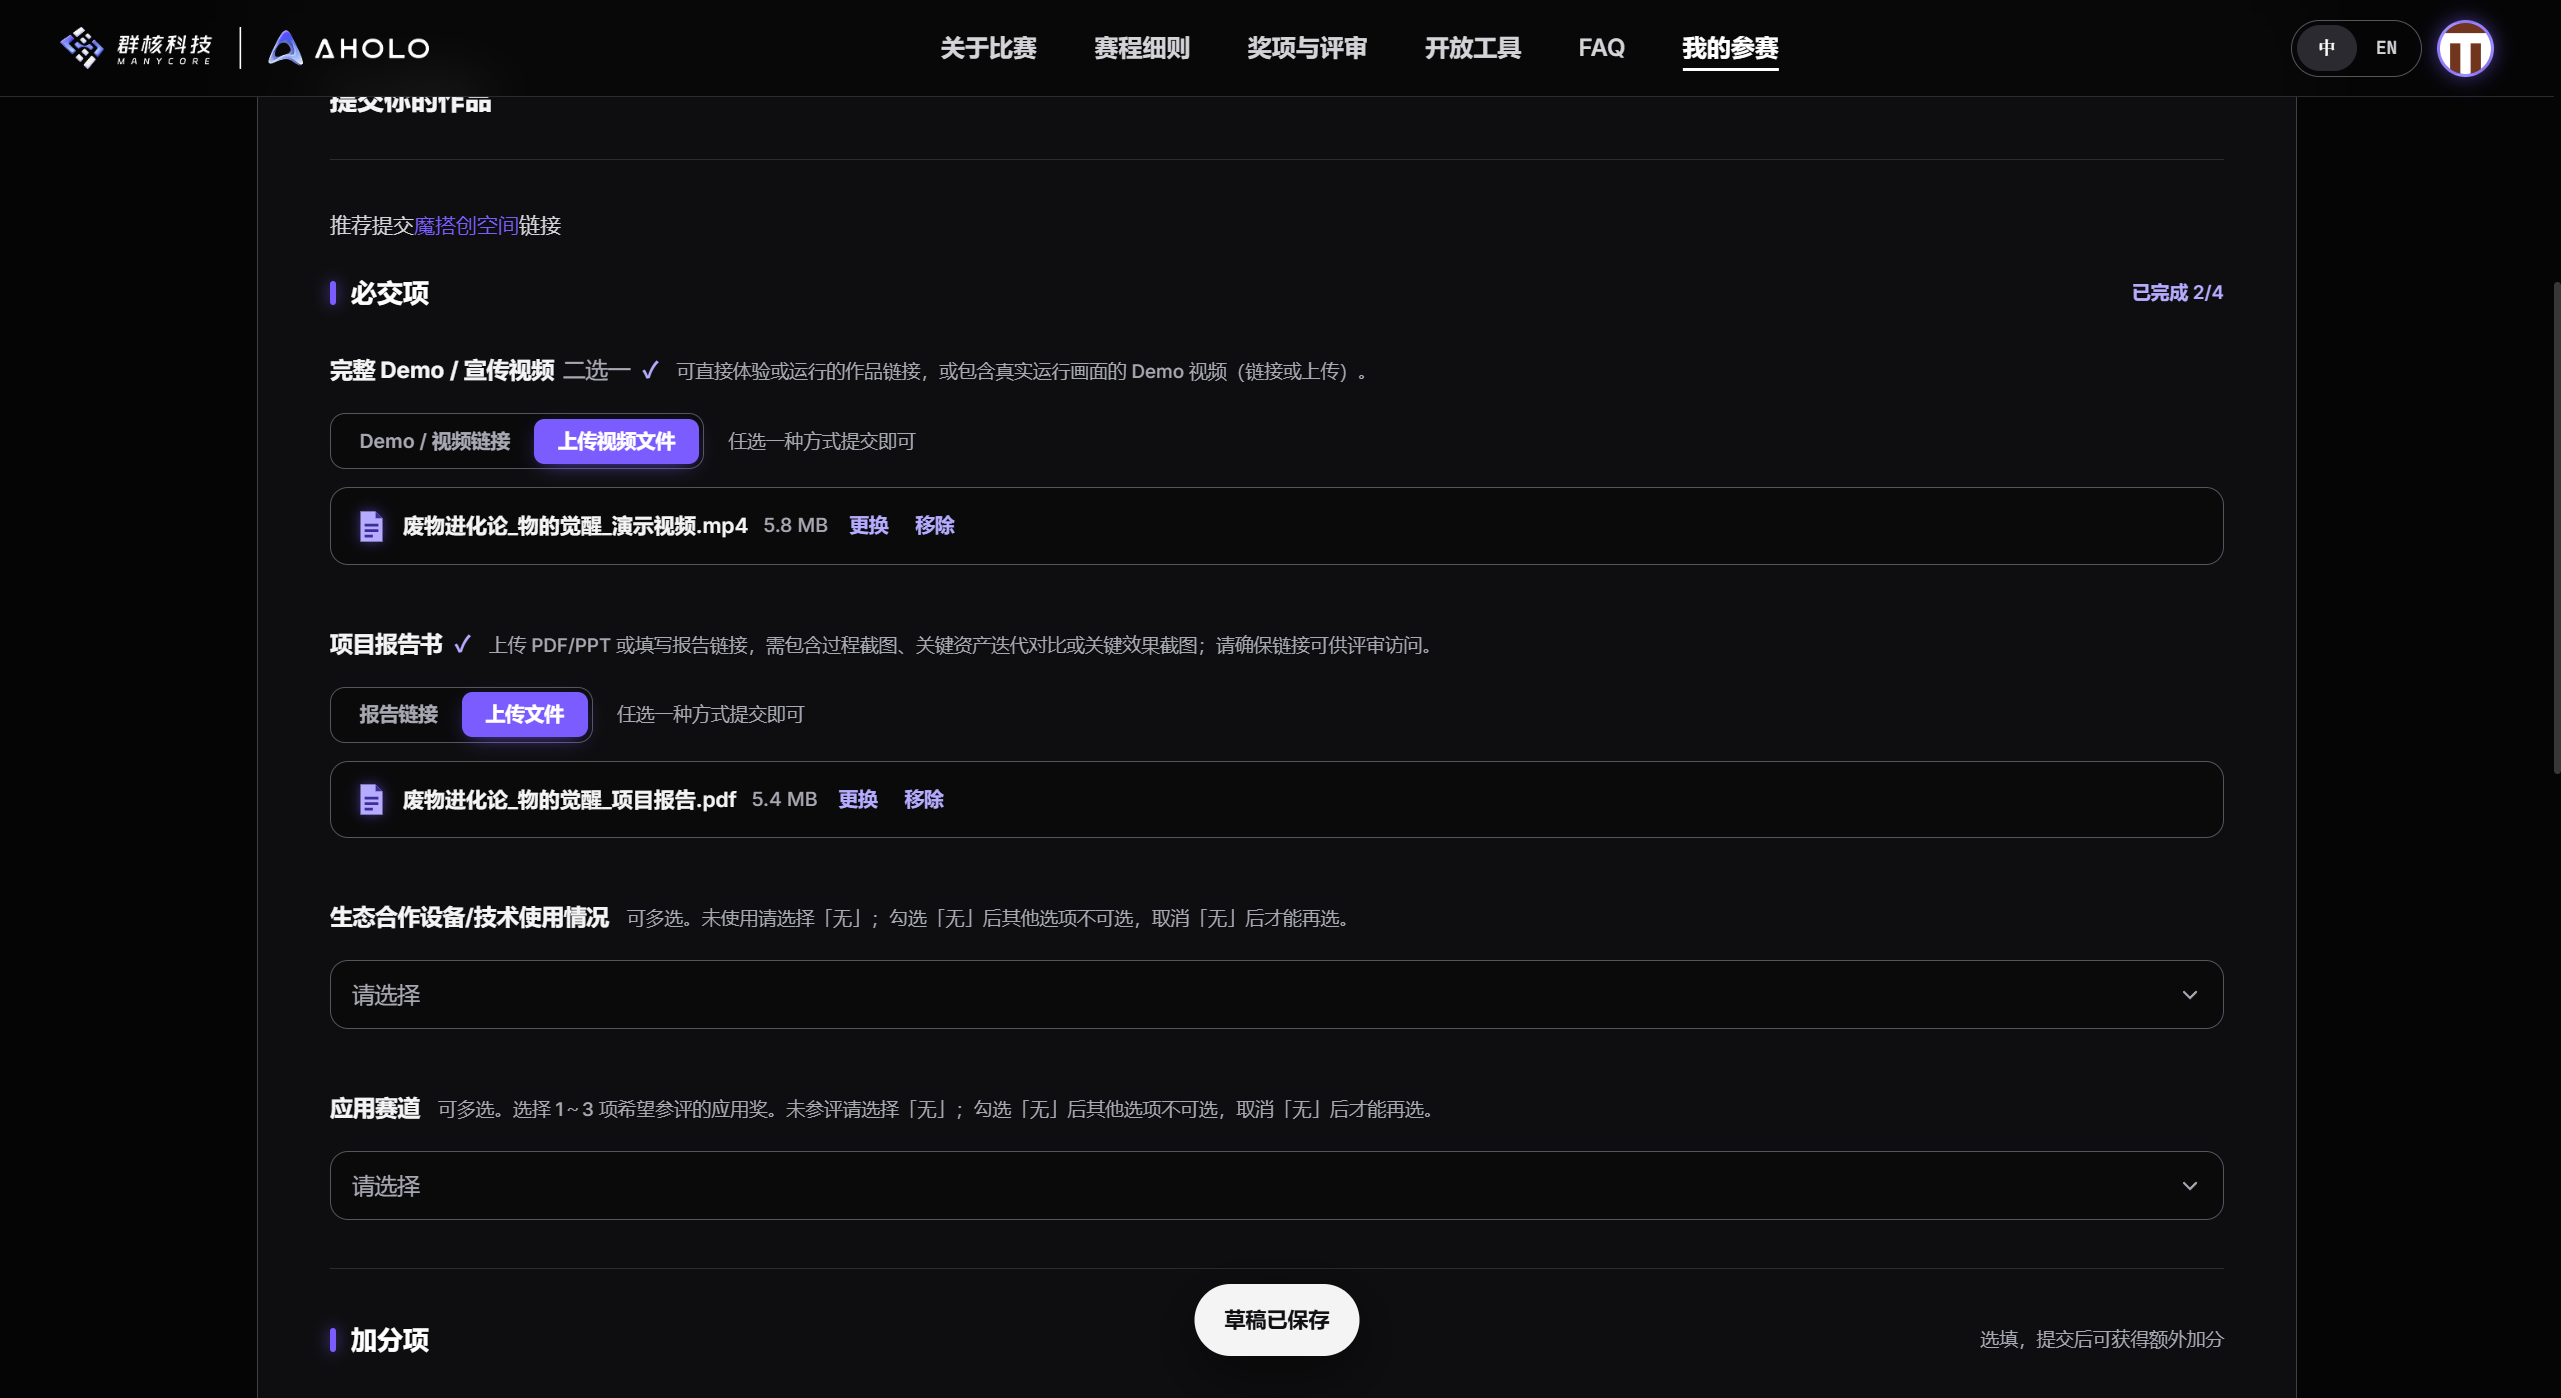 群核科技
MANYCORE
AHOLO
关于比赛
赛程细则
奖项与评审
开放工具
FAQ
我的参赛
中
EN
提交你的作品
推荐提交魔搭创空间链接
必交项
已完成 2/4
完整 Demo / 宣传视频 二选一 ✓ 可直接体验或运行的作品链接，或包含真实运行画面的 Demo 视频（链接或上传）。
Demo / 视频链接 上传视频文件 任选一种方式提交即可
废物进化论_物的觉醒_演示视频.mp4 5.8 MB 更换 移除
项目报告书 ✓ 上传 PDF/PPT 或填写报告链接，需包含过程截图、关键资产迭代对比或关键效果截图；请确保链接可供评审访问。
报告链接 上传文件 任选一种方式提交即可
废物进化论_物的觉醒_项目报告.pdf 5.4 MB 更换 移除
生态合作设备/技术使用情况 可多选。未使用请选择「无」；勾选「无」后其他选项不可选，取消「无」后才能再选。
请选择
应用赛道 可多选。选择 1~3 项希望参评的应用奖。未参评请选择「无」；勾选「无」后其他选项不可选，取消「无」后才能再选。
请选择
草稿已保存
加分项
选填，提交后可获得额外加分